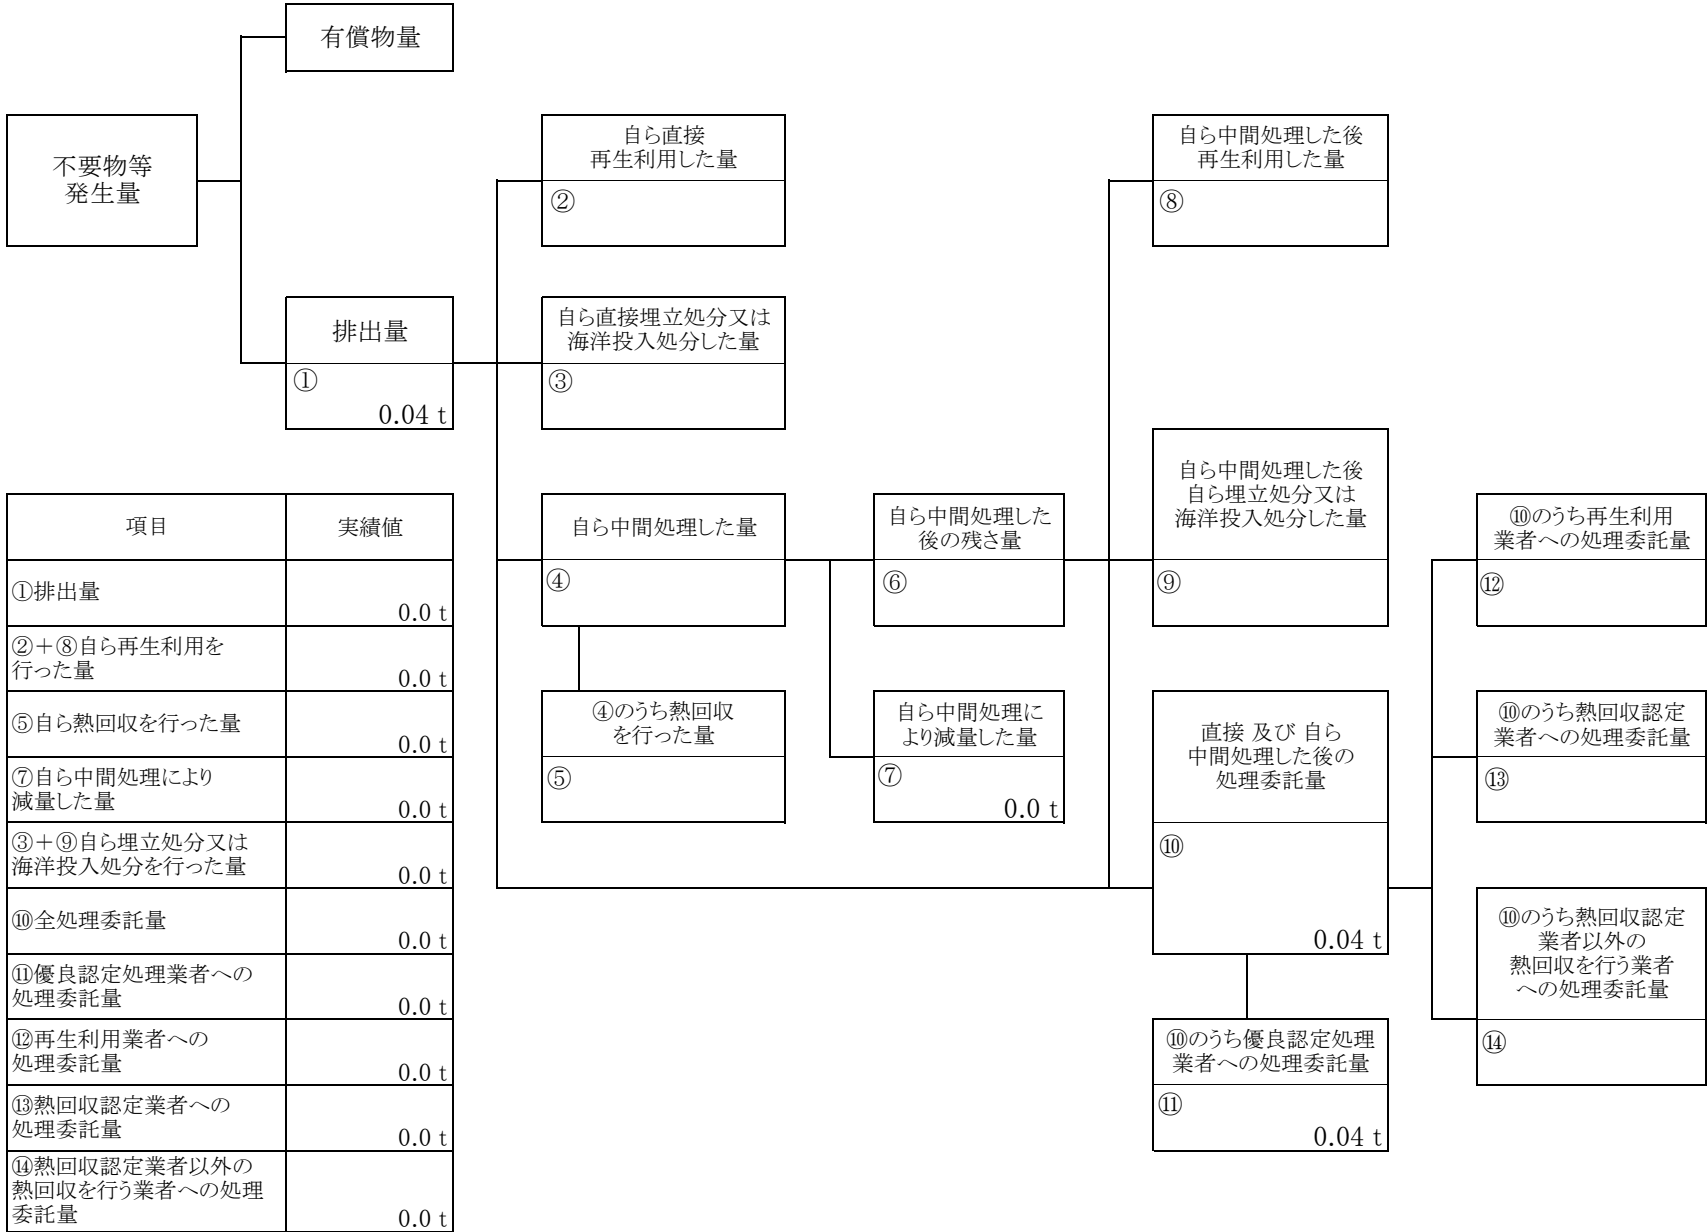 有償物量
不要物等
発生量
自ら直接
再生利用した量
②
自ら中間処理した後
再生利用した量
⑧
排出量
①
0.04 t
自ら直接埋立処分又は
海洋投入処分した量
③
自ら中間処理した量
④
自ら中間処理した
後の残さ量
⑥
自ら中間処理した後
自ら埋立処分又は
海洋投入処分した量
⑨
⑩のうち再生利用
業者への処理委託量
⑫
④のうち熱回収
を行った量
⑤
自ら中間処理に
より減量した量
⑦
0.0 t
直接 及び 自ら
中間処理した後の
処理委託量
⑩
0.04 t
⑩のうち熱回収認定
業者への処理委託量
⑬
⑩のうち熱回収認定
業者以外の
熱回収を行う業者
への処理委託量
⑭
⑩のうち優良認定処理
業者への処理委託量
⑪
0.04 t
項目
実績値
①排出量
0.0 t
②＋⑧自ら再生利用を
行った量
0.0 t
⑤自ら熱回収を行った量
0.0 t
⑦自ら中間処理により
減量した量
0.0 t
③＋⑨自ら埋立処分又は
海洋投入処分を行った量
0.0 t
⑩全処理委託量
0.0 t
⑪優良認定処理業者への
処理委託量
0.0 t
⑫再生利用業者への
処理委託量
0.0 t
⑬熱回収認定業者への
処理委託量
0.0 t
⑭熱回収認定業者以外の
熱回収を行う業者への処理
委託量
0.0 t